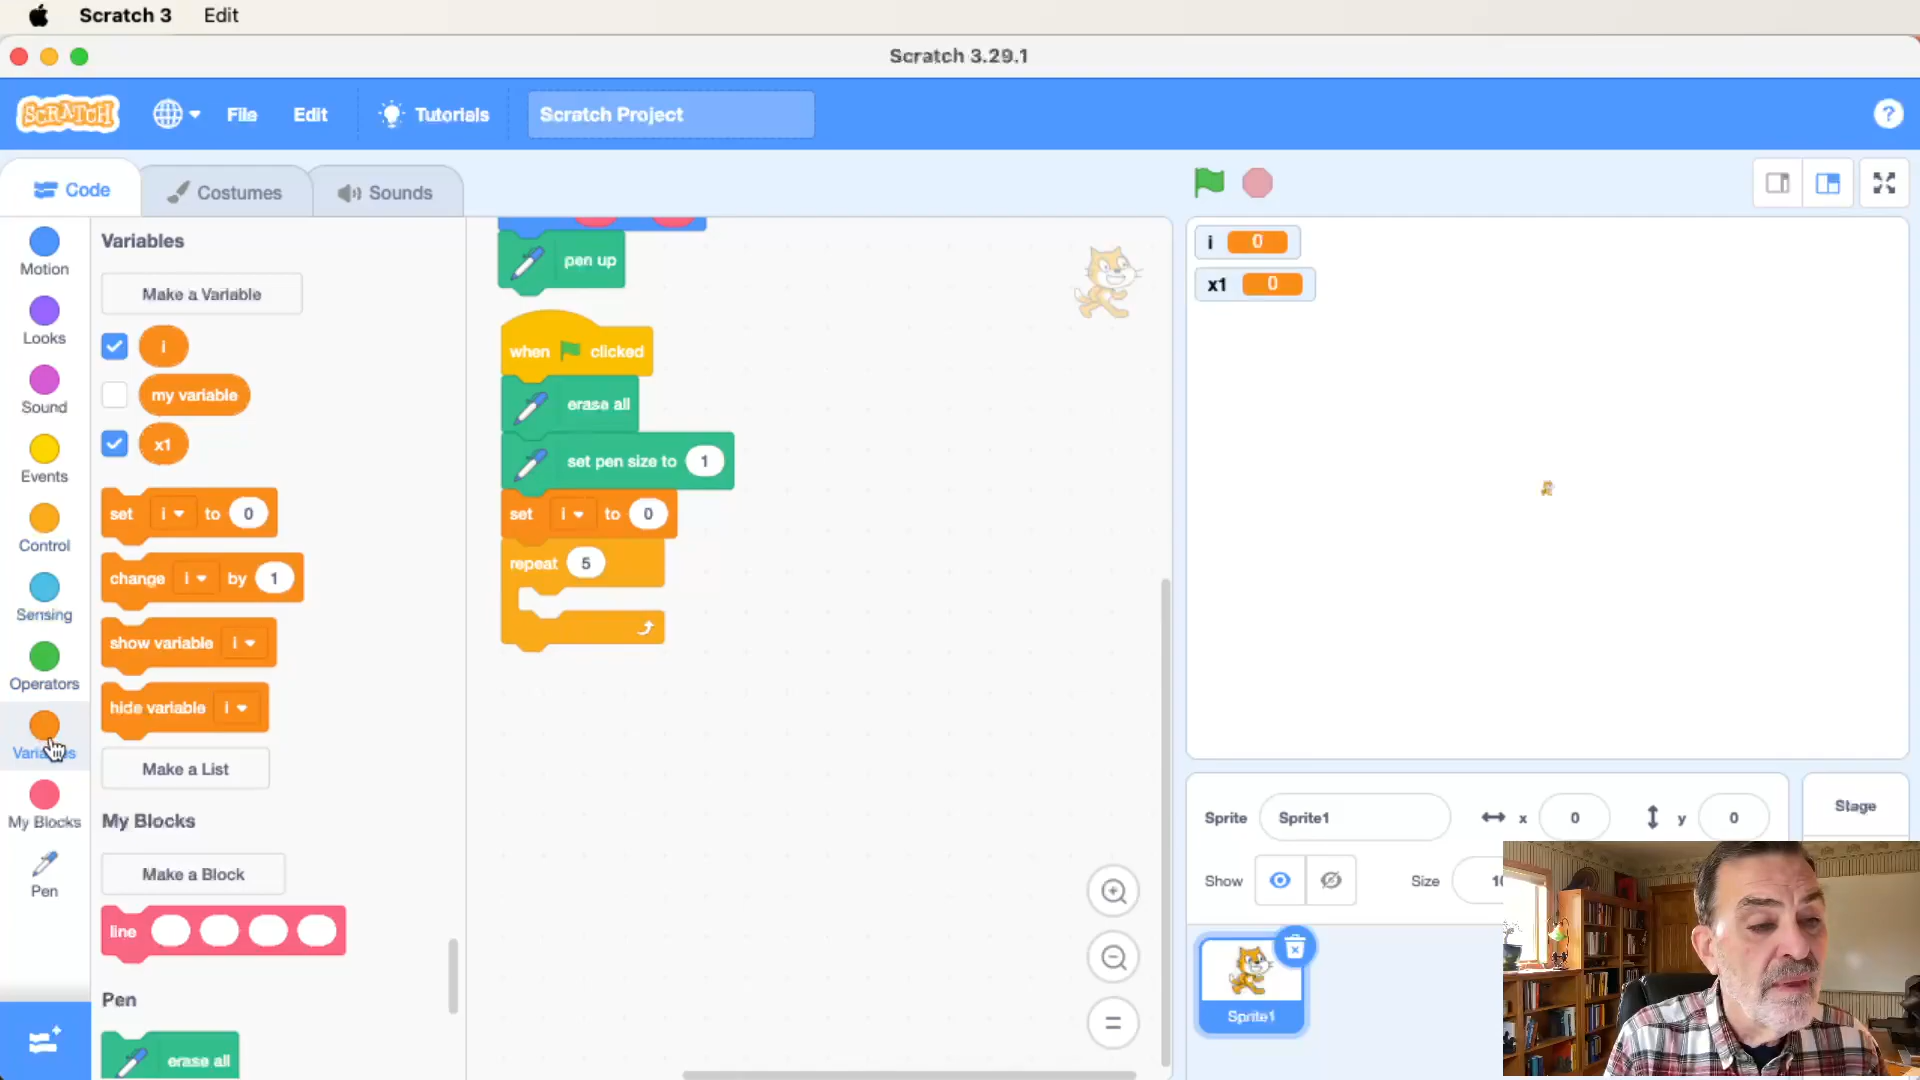 Scratch 3 Edit
Scratch 3.29.1
SCRATCH File Edit Tutorials Scratch Project ?
Code Costumes Sounds
Motion
Looks
Sound
Events
Control
Sensing
Operators
Variables
My Blocks
Pen
Variables
Make a Variable
i
my variable
x1
set i to 0
change i by 1
show variable i
hide variable i
Make a List
My Blocks
Make a Block
line
Pen
erase all
pen up
when clicked
erase all
set pen size to 1
set i to 0
repeat 5
i 0
x1 0
Sprite Sprite1 x 0 y 0
Show Size
Sprite1
Stage